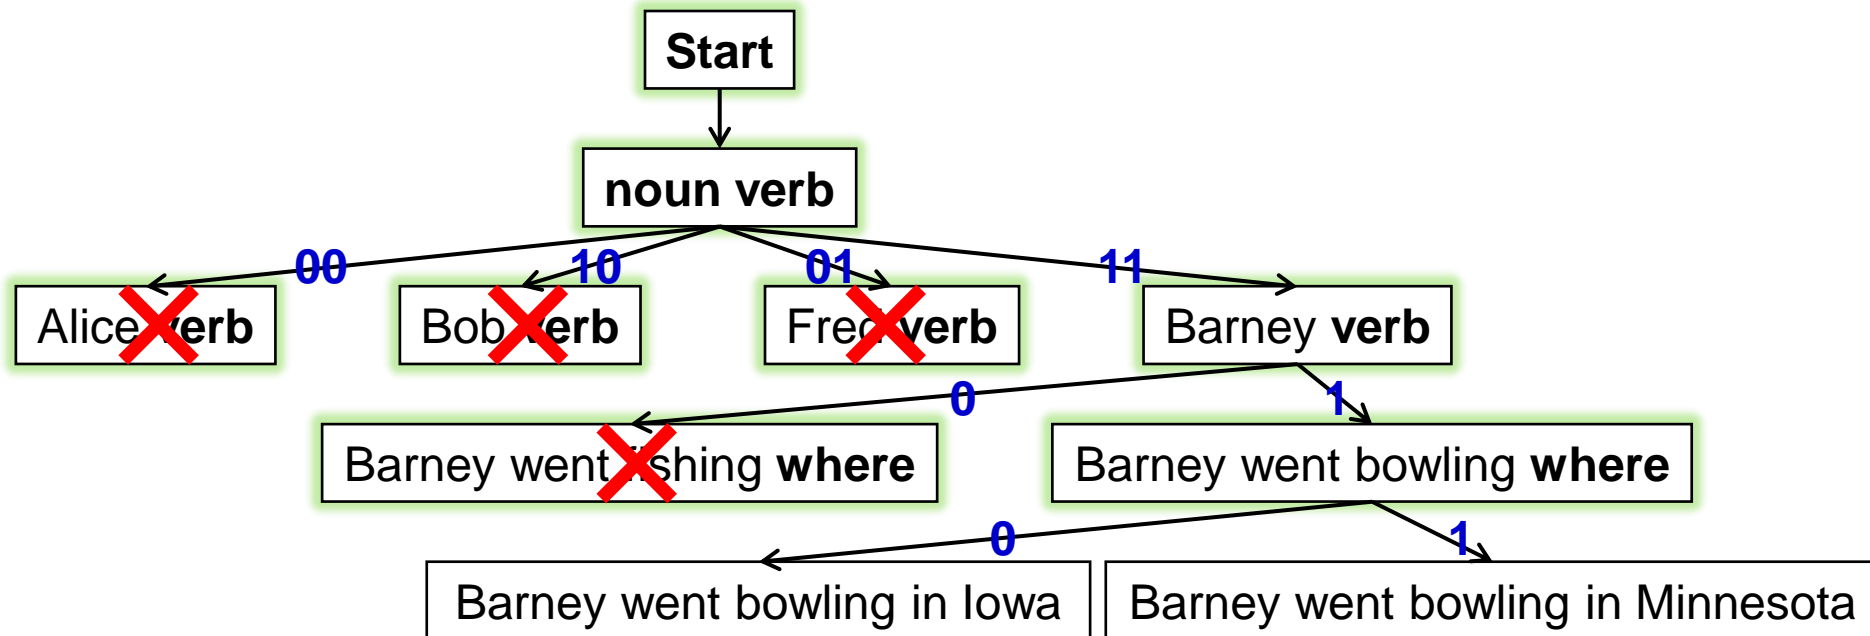 Start
noun verb
00 10 01 11
Alice verb
Bob verb
Fred verb
Barney verb
0 1
Barney went fishing where
Barney went bowling where
0 1
Barney went bowling in Iowa
Barney went bowling in Minnesota